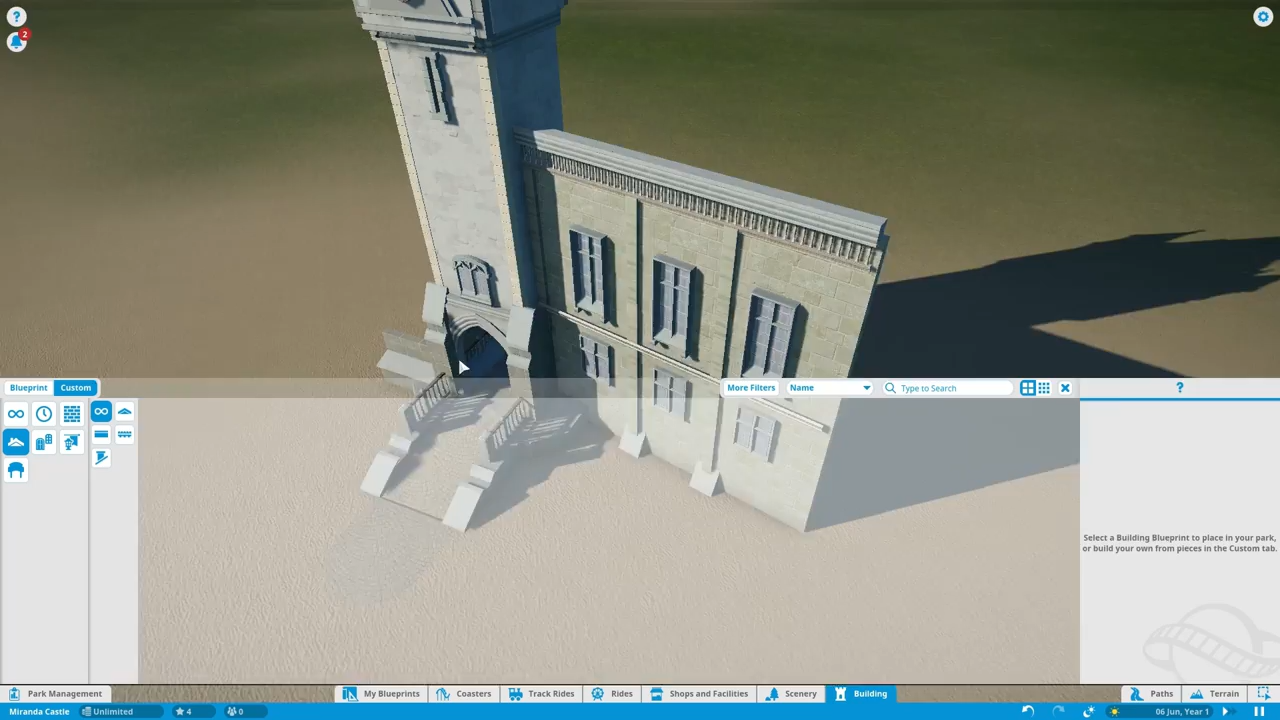 ?
2
Blueprint
Custom
More Filters
Name
Type to Search
?
Select a Building Blueprint to place in your park,
or build your own from pieces in the Custom tab.
Park Management
My Blueprints
Coasters
Track Rides
Rides
Shops and Facilities
Scenery
Building
Paths
Terrain
Miranda Castle
Unlimited
4
0
06 Jun, Year 1